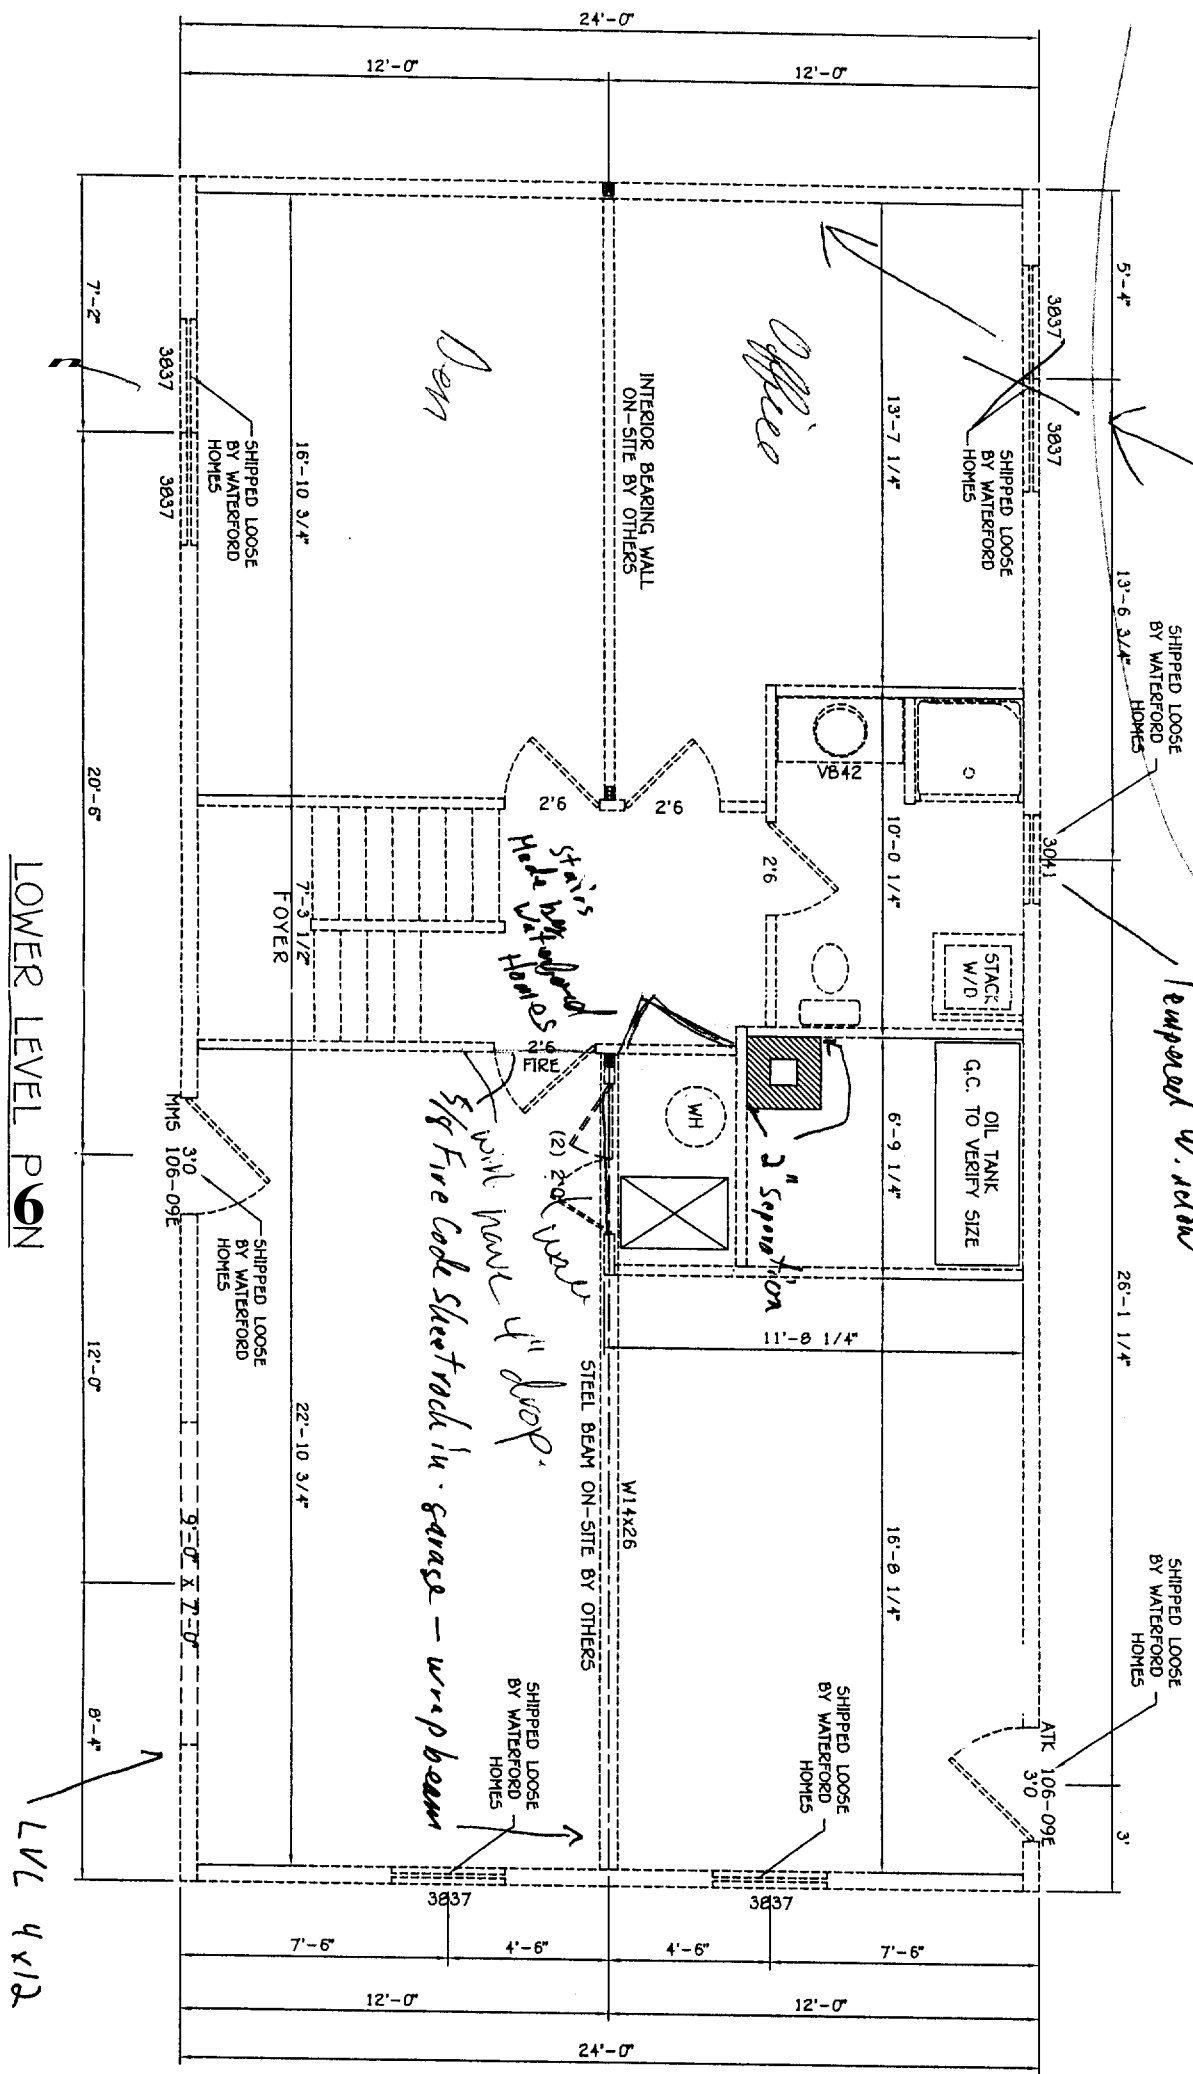 24'-0"
12'-0"
12'-0"
5'-4"
13'-6 3/4"
26'-1 1/4"
3'
3837
3837
SHIPPED LOOSE
BY WATERFORD
HOMES
SHIPPED LOOSE
BY WATERFORD
HOMES
3041
Tempered
SHIPPED LOOSE
BY WATERFORD
HOMES
ATK 106-09E
3'0
13'-7 1/4"
10'-0 1/4"
6'-9 1/4"
16'-8 1/4"
Office
VB42
STACK
W/D
OIL TANK
G.C. TO VERIFY SIZE
2'6
WH
2" Separation
11'-8 1/4"
SHIPPED LOOSE
BY WATERFORD
HOMES
3837
INTERIOR BEARING WALL
ON-SITE BY OTHERS
2'6
2'6
W14x26
STEEL BEAM ON-SITE BY OTHERS
(2) 2'0
Stairs
Made by
Waterford
Homes
2'6
FIRE
will have 4" drop.
5/8 Fire Code Sheetrock in garage — wrap beam
SHIPPED LOOSE
BY WATERFORD
HOMES
3837
Den
16'-10 3/4"
7'-3 1/2"
FOYER
22'-10 3/4"
SHIPPED LOOSE
BY WATERFORD
HOMES
3837
3837
SHIPPED LOOSE
BY WATERFORD
HOMES
3'0
MM5 106-09E
9'-0" x 7'-0"
7'-2"
20'-6"
12'-0"
8'-4"
7'-6"
4'-6"
4'-6"
7'-6"
12'-0"
12'-0"
24'-0"
LVL 4x12
LOWER LEVEL P6N